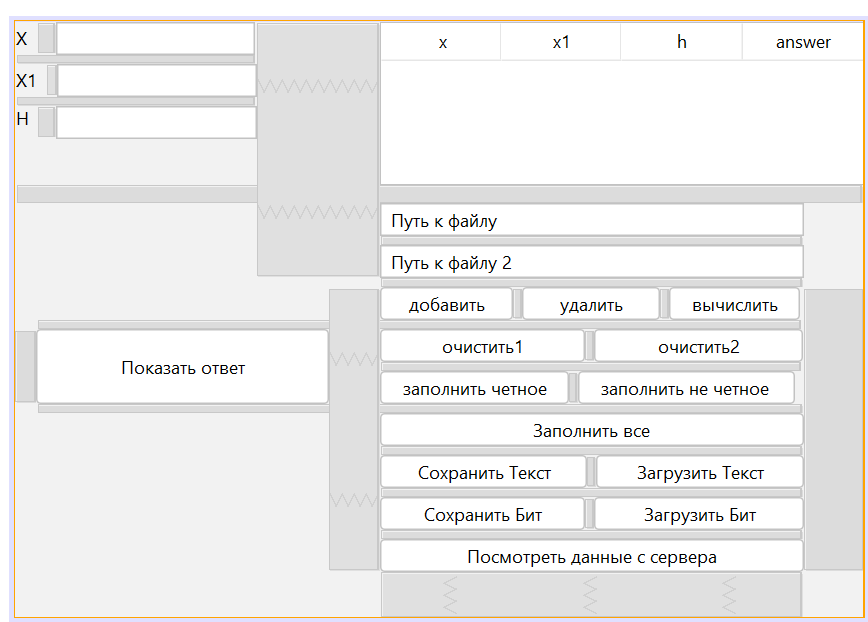 X
X1
H
x x1 h answer
Путь к файлу
Путь к файлу 2
добавить удалить вычислить
очистить1 очистить2
Показать ответ
заполнить четное заполнить не четное
Заполнить все
Сохранить Текст Загрузить Текст
Сохранить Бит Загрузить Бит
Посмотреть данные с сервера